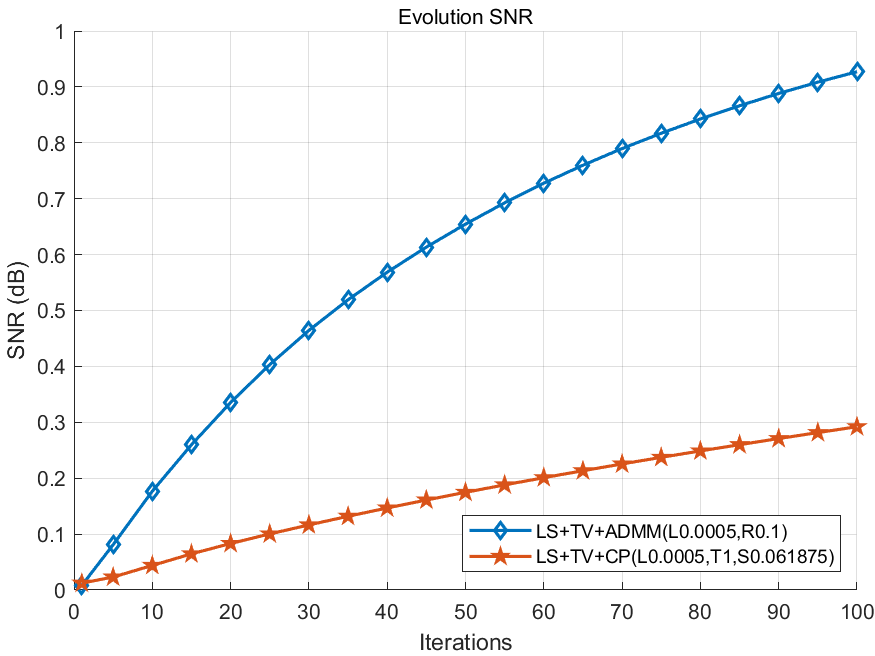 Evolution SNR
1
0.9
0.8
0.7
0.6
0.5
0.4
0.3
0.2
0.1
0
SNR (dB)
LS+TV+ADMM(L0.0005,R0.1)
LS+TV+CP(L0.0005,T1,S0.061875)
0 10 20 30 40 50 60 70 80 90 100
Iterations